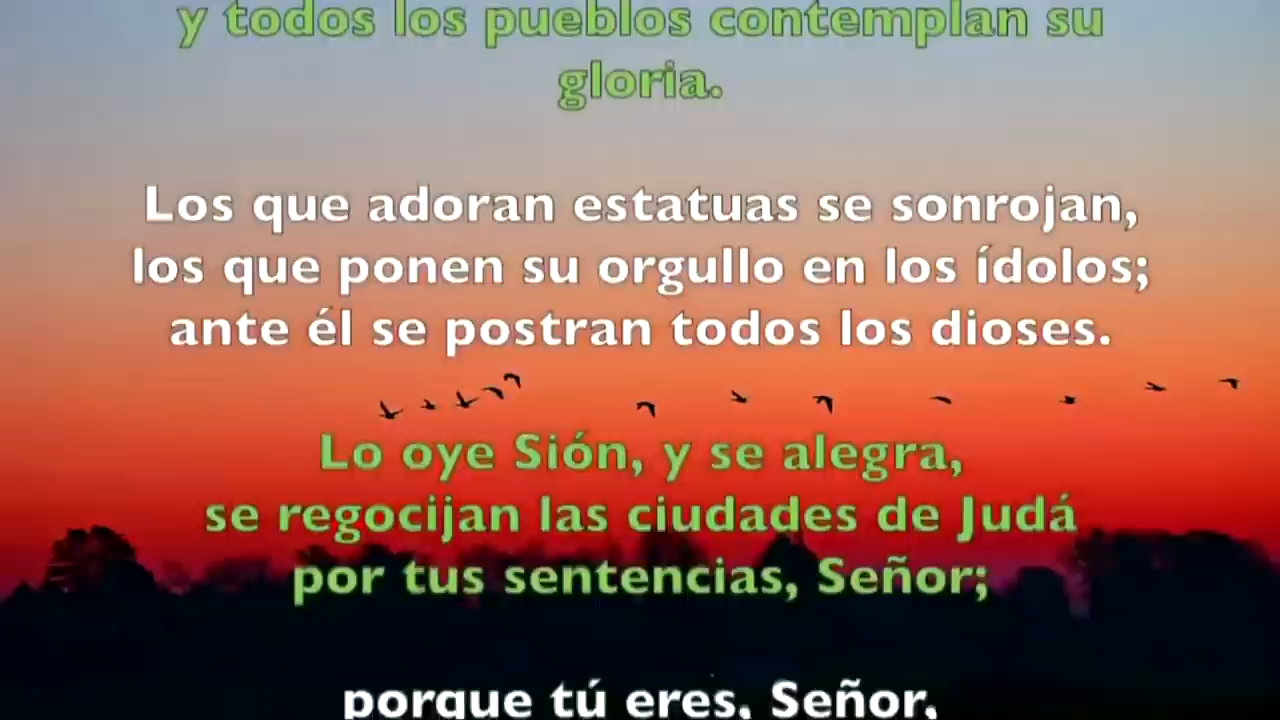 y todos los pueblos contemplan su
gloria.
Los que adoran estatuas se sonrojan,
los que ponen su orgullo en los ídolos;
ante él se postran todos los dioses.
Lo oye Sión, y se alegra,
se regocijan las ciudades de Judá
por tus sentencias, Señor;
porque tú eres, Señor,